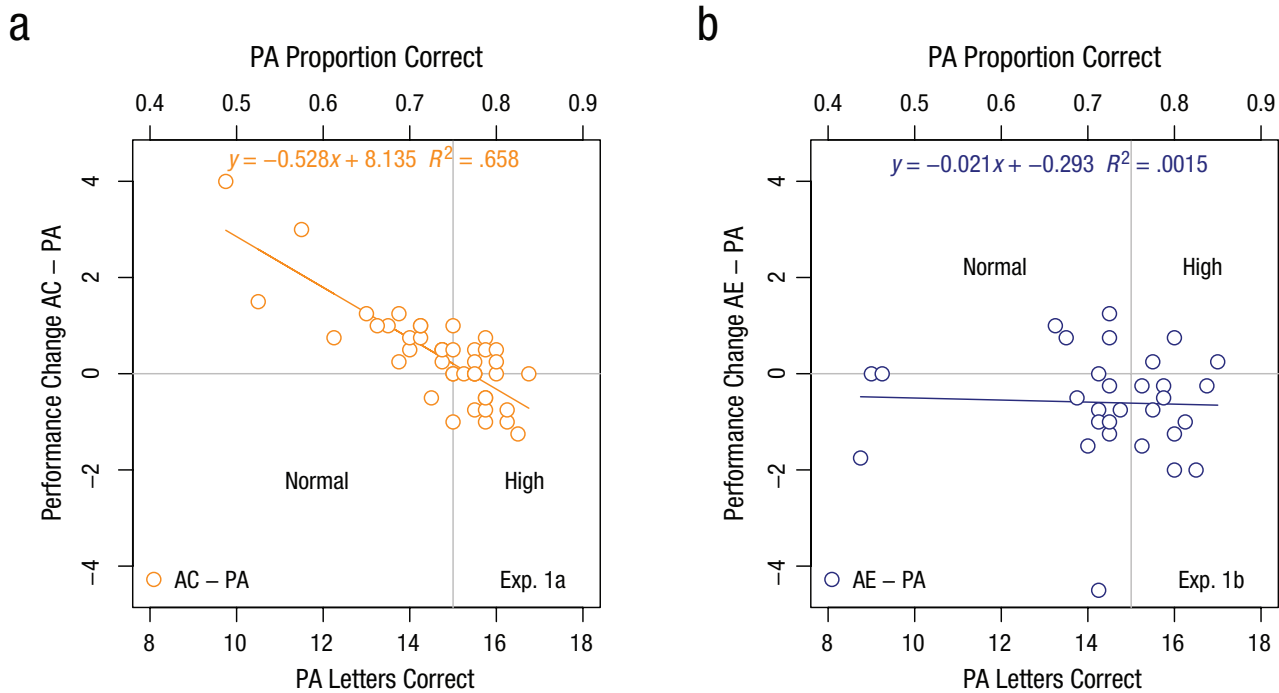 a
PA Proportion Correct
0.4 0.5 0.6 0.7 0.8 0.9
y = −0.528x + 8.135 R² = .658
Performance Change AC – PA
4
2
0
−2
−4
Normal High
AC – PA Exp. 1a
8 10 12 14 16 18
PA Letters Correct
b
PA Proportion Correct
0.4 0.5 0.6 0.7 0.8 0.9
y = −0.021x + −0.293 R² = .0015
Performance Change AE – PA
4
2
0
−2
−4
Normal High
AE – PA Exp. 1b
8 10 12 14 16 18
PA Letters Correct